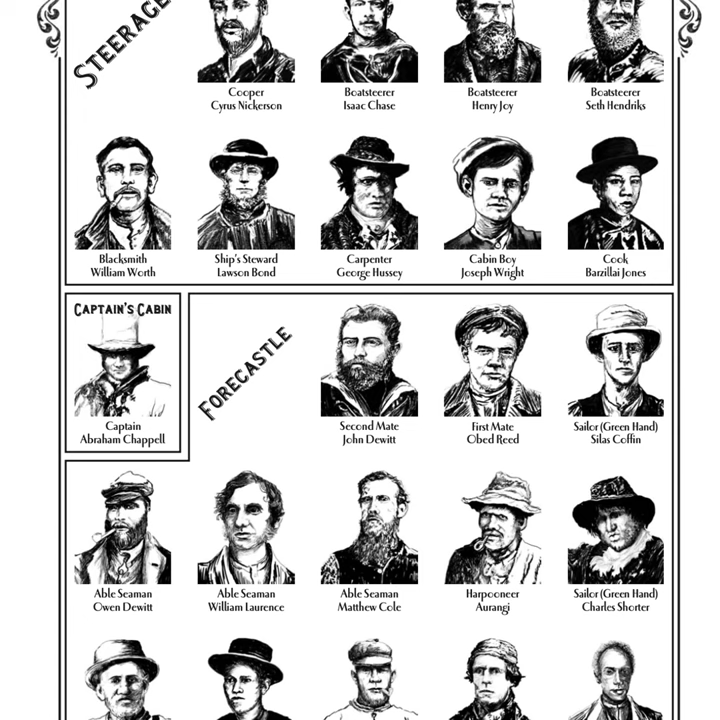 STEERAGE
Cooper
Cyrus Nickerson
Boatsteerer
Isaac Chase
Boatsteerer
Henry Joy
Boatsteerer
Seth Hendriks
Blacksmith
William Worth
Ship's Steward
Lawson Bond
Carpenter
George Hussey
Cabin Boy
Joseph Wright
Cook
Barzillai Jones
CAPTAIN'S CABIN
Captain
Abraham Chappell
FORECASTLE
Second Mate
John Dewitt
First Mate
Obed Reed
Sailor (Green Hand)
Silas Coffin
Able Seaman
Owen Dewitt
Able Seaman
William Laurence
Able Seaman
Matthew Cole
Harpooneer
Aurangi
Sailor (Green Hand)
Charles Shorter